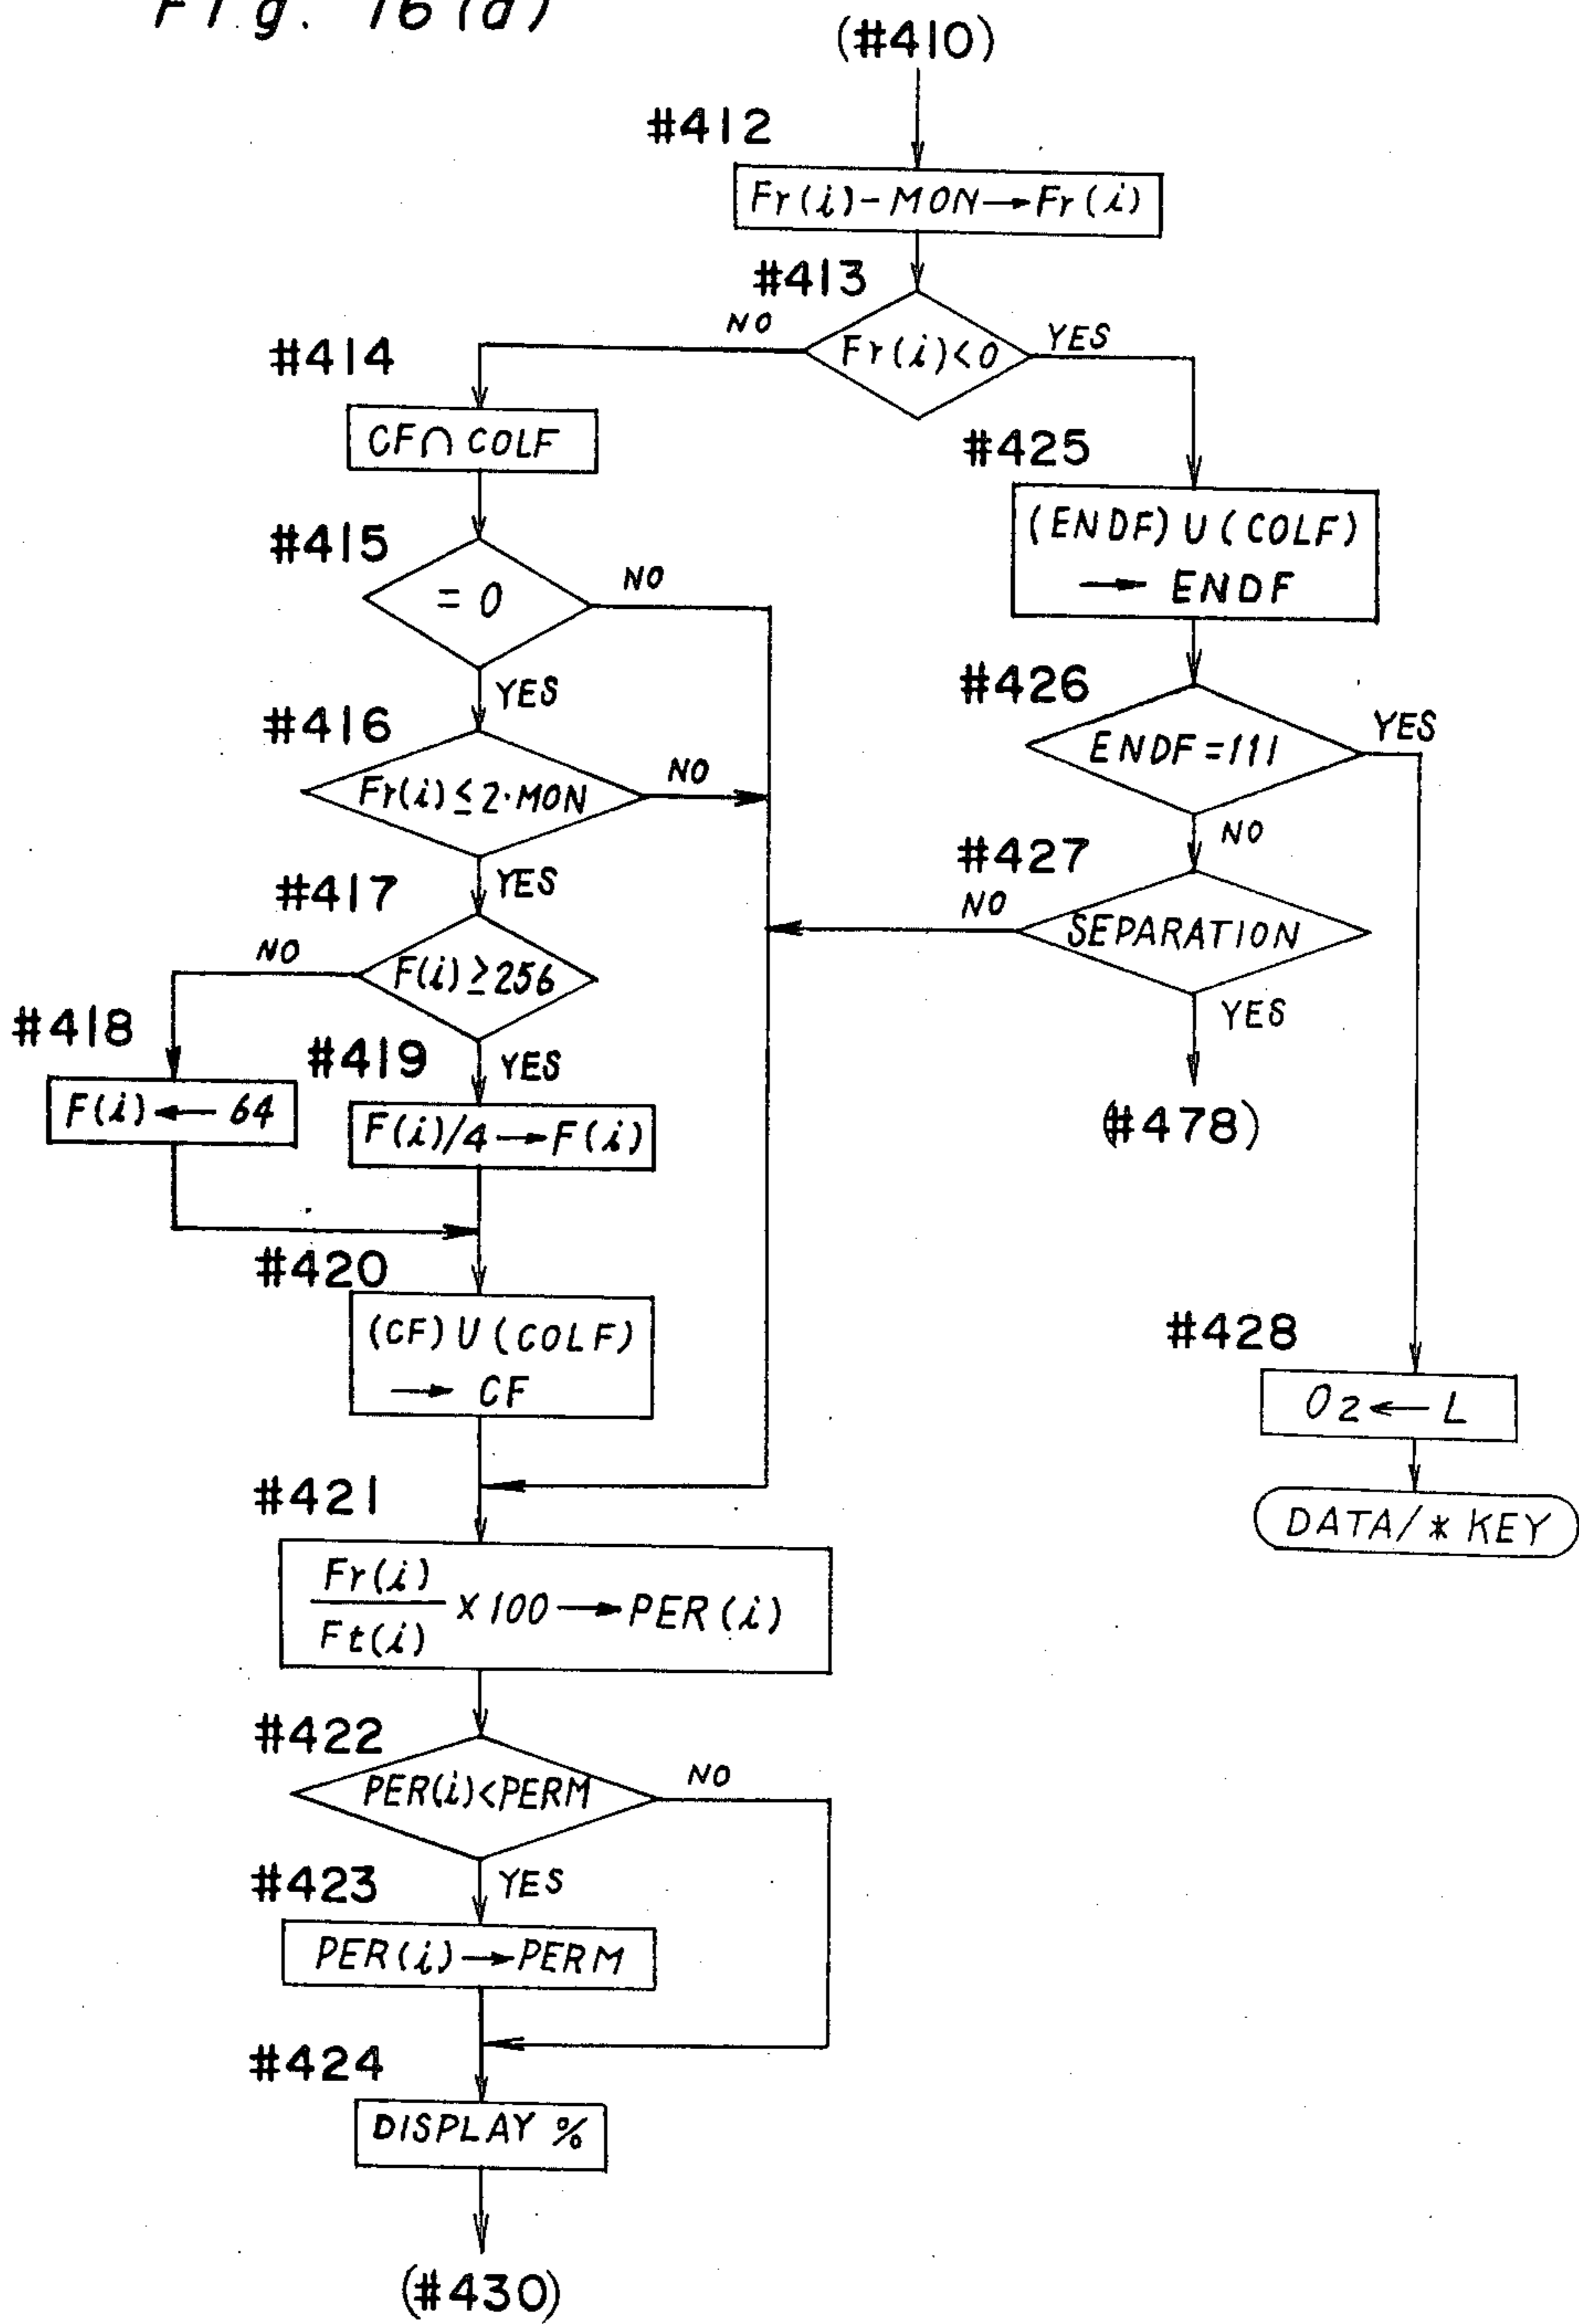 Fig. 16 (a)
(#410)
#412
Fr(i)-MON→Fr(i)
#413
Fr(i)<0
NO
YES
#414
CF∩COLF
#415
= 0
NO
YES
#416
Fr(i)≤2·MON
NO
YES
#417
F(i)≥256
NO
YES
#418
F(i)←64
#419
F(i)/4→F(i)
#420
(CF)U(COLF)
→ CF
#421
Fr(i)
Ft(i)
×100→PER(i)
#422
PER(i)<PERM
NO
YES
#423
PER(i)→PERM
#424
DISPLAY %
(#430)
#425
(ENDF)U(COLF)
→ ENDF
#426
ENDF=111
YES
NO
#427
SEPARATION
NO
YES
(#478)
#428
O2←L
DATA/* KEY